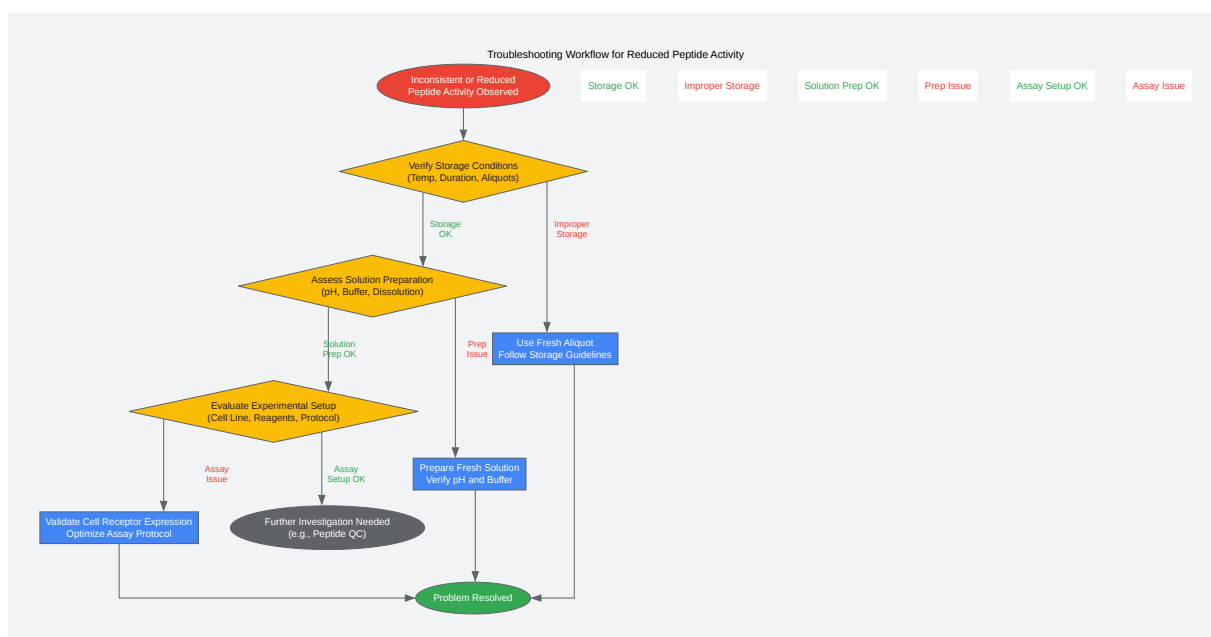 Troubleshooting Workflow for Reduced Peptide Activity
Inconsistent or Reduced
Peptide Activity Observed
Storage OK
Improper Storage
Solution Prep OK
Prep Issue
Assay Setup OK
Assay Issue
Verify Storage Conditions
(Temp, Duration, Aliquots)
Storage
OK
Improper
Storage
Assess Solution Preparation
(pH, Buffer, Dissolution)
Solution
Prep OK
Prep
Issue
Use Fresh Aliquot
Follow Storage Guidelines
Evaluate Experimental Setup
(Cell Line, Reagents, Protocol)
Assay
Issue
Assay
Setup OK
Prepare Fresh Solution
Verify pH and Buffer
Validate Cell Receptor Expression
Optimize Assay Protocol
Further Investigation Needed
(e.g., Peptide QC)
Problem Resolved